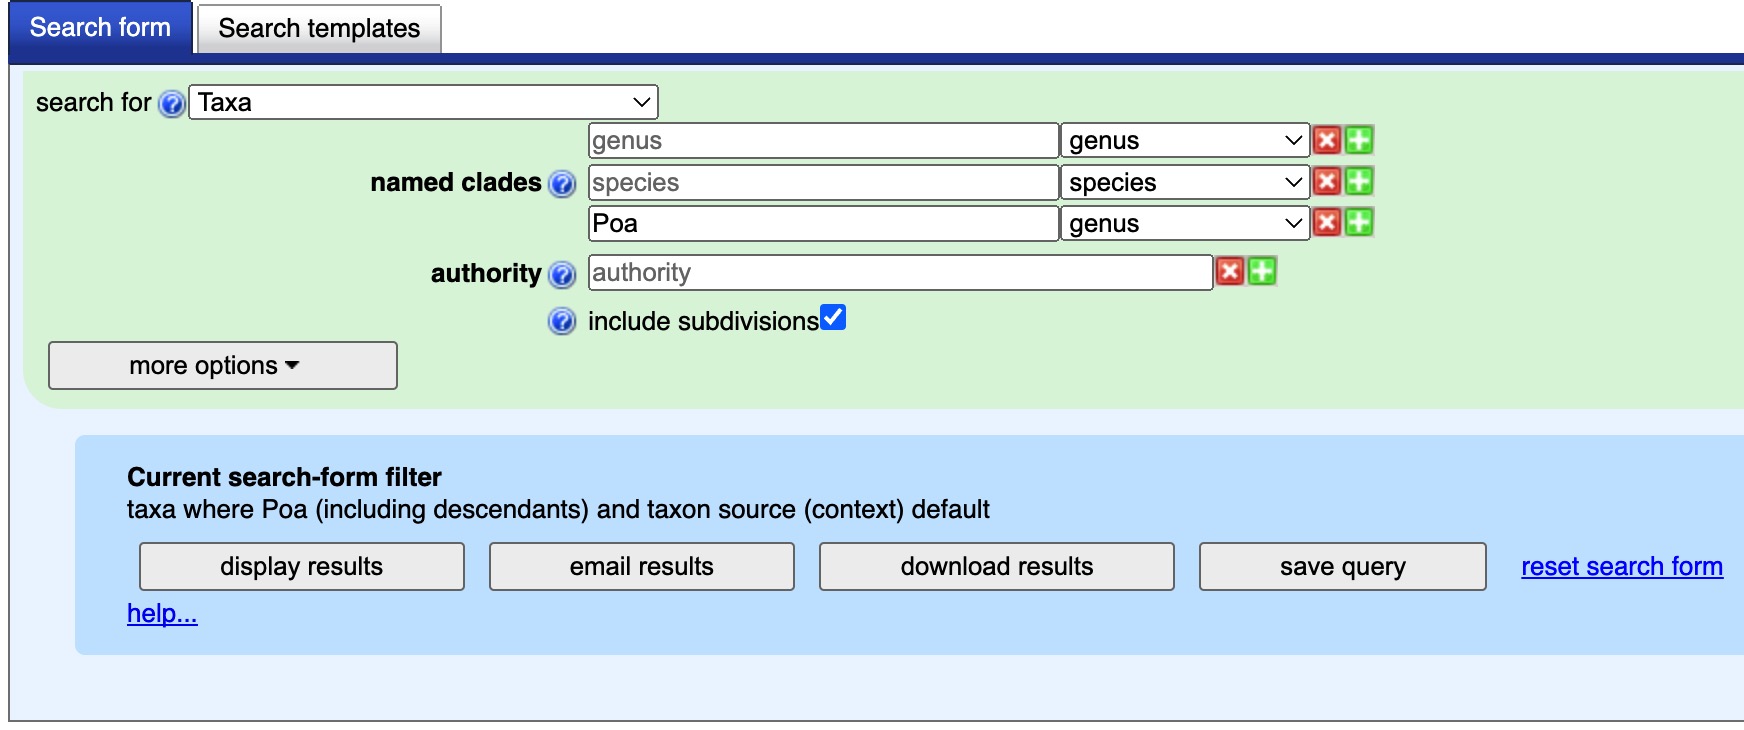 Search form Search templates
search for Taxa
genus genus
named clades species species
Poa genus
authority authority
include subdivisions
more options
Current search-form filter
taxa where Poa (including descendants) and taxon source (context) default
display results email results download results save query reset search form
help...